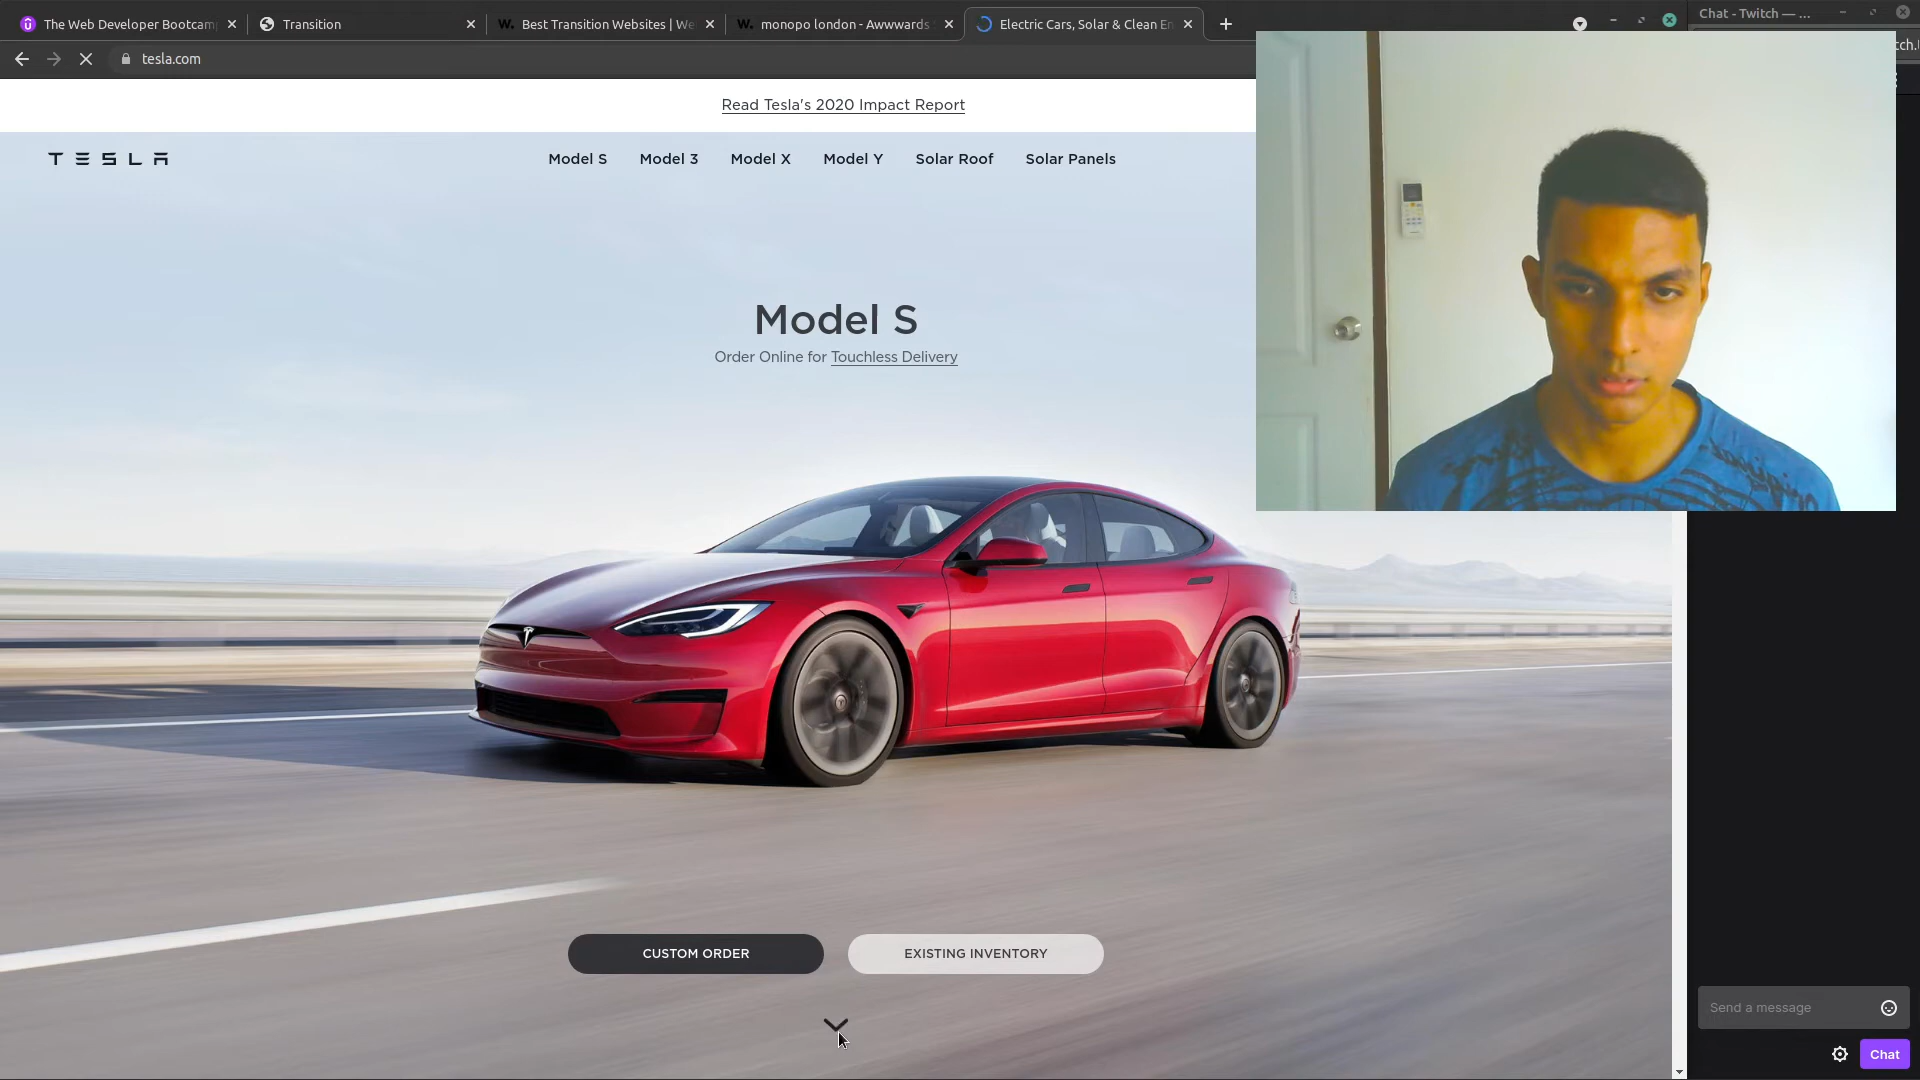 The Web Developer Bootcam
Transition
Best Transition Websites | We
monopo london - Awwwards
Electric Cars, Solar & Clean En
Chat - Twitch — ...
tesla.com
tch.
Read Tesla's 2020 Impact Report
TESLA
Model S
Model 3
Model X
Model Y
Solar Roof
Solar Panels
Model S
Order Online for Touchless Delivery
CUSTOM ORDER
EXISTING INVENTORY
Send a message
Chat